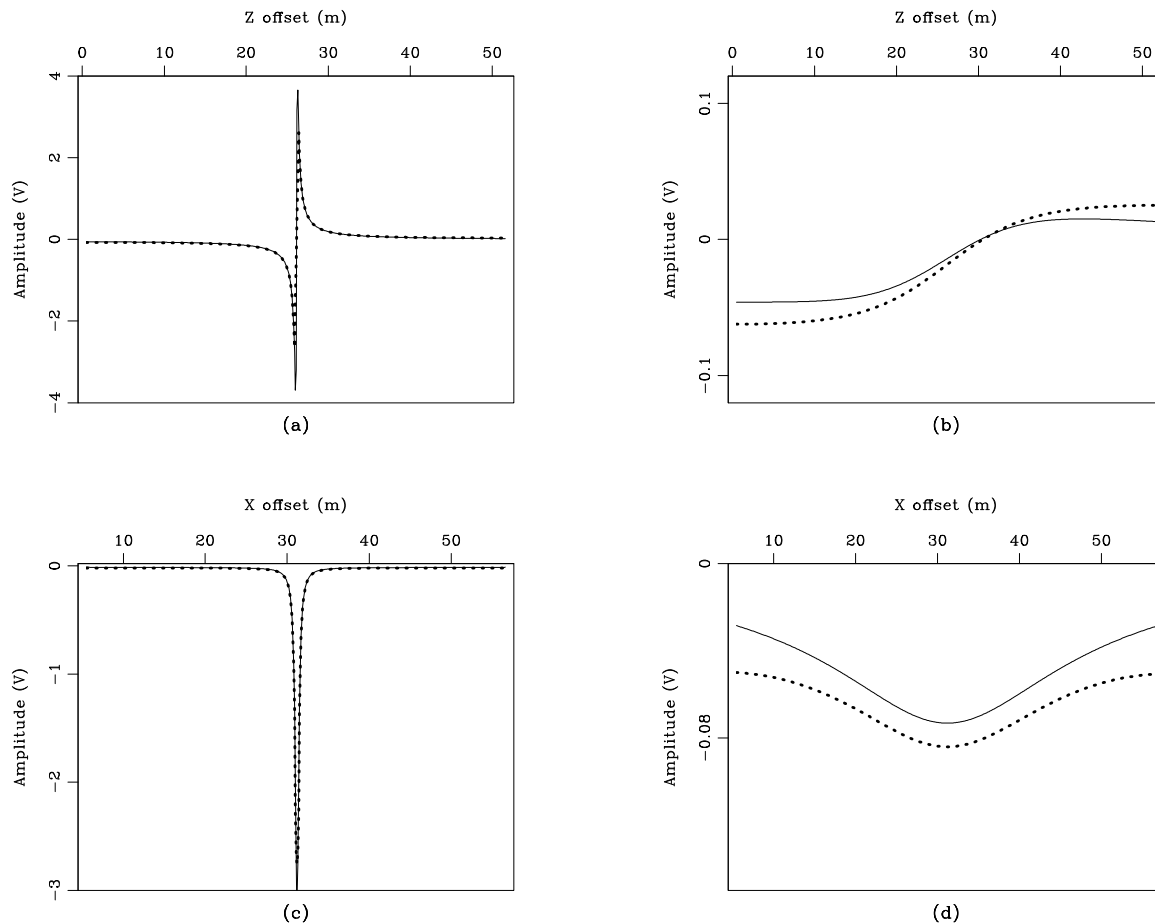 Z offset (m)
0 10 20 30 40 50
4
2
0
−2
−4
Amplitude (V)
(a)
Z offset (m)
0 10 20 30 40 50
0.1
0
−0.1
Amplitude (V)
(b)
X offset (m)
10 20 30 40 50
0
−1
−2
−3
Amplitude (V)
(c)
X offset (m)
10 20 30 40 50
0
−0.08
Amplitude (V)
(d)